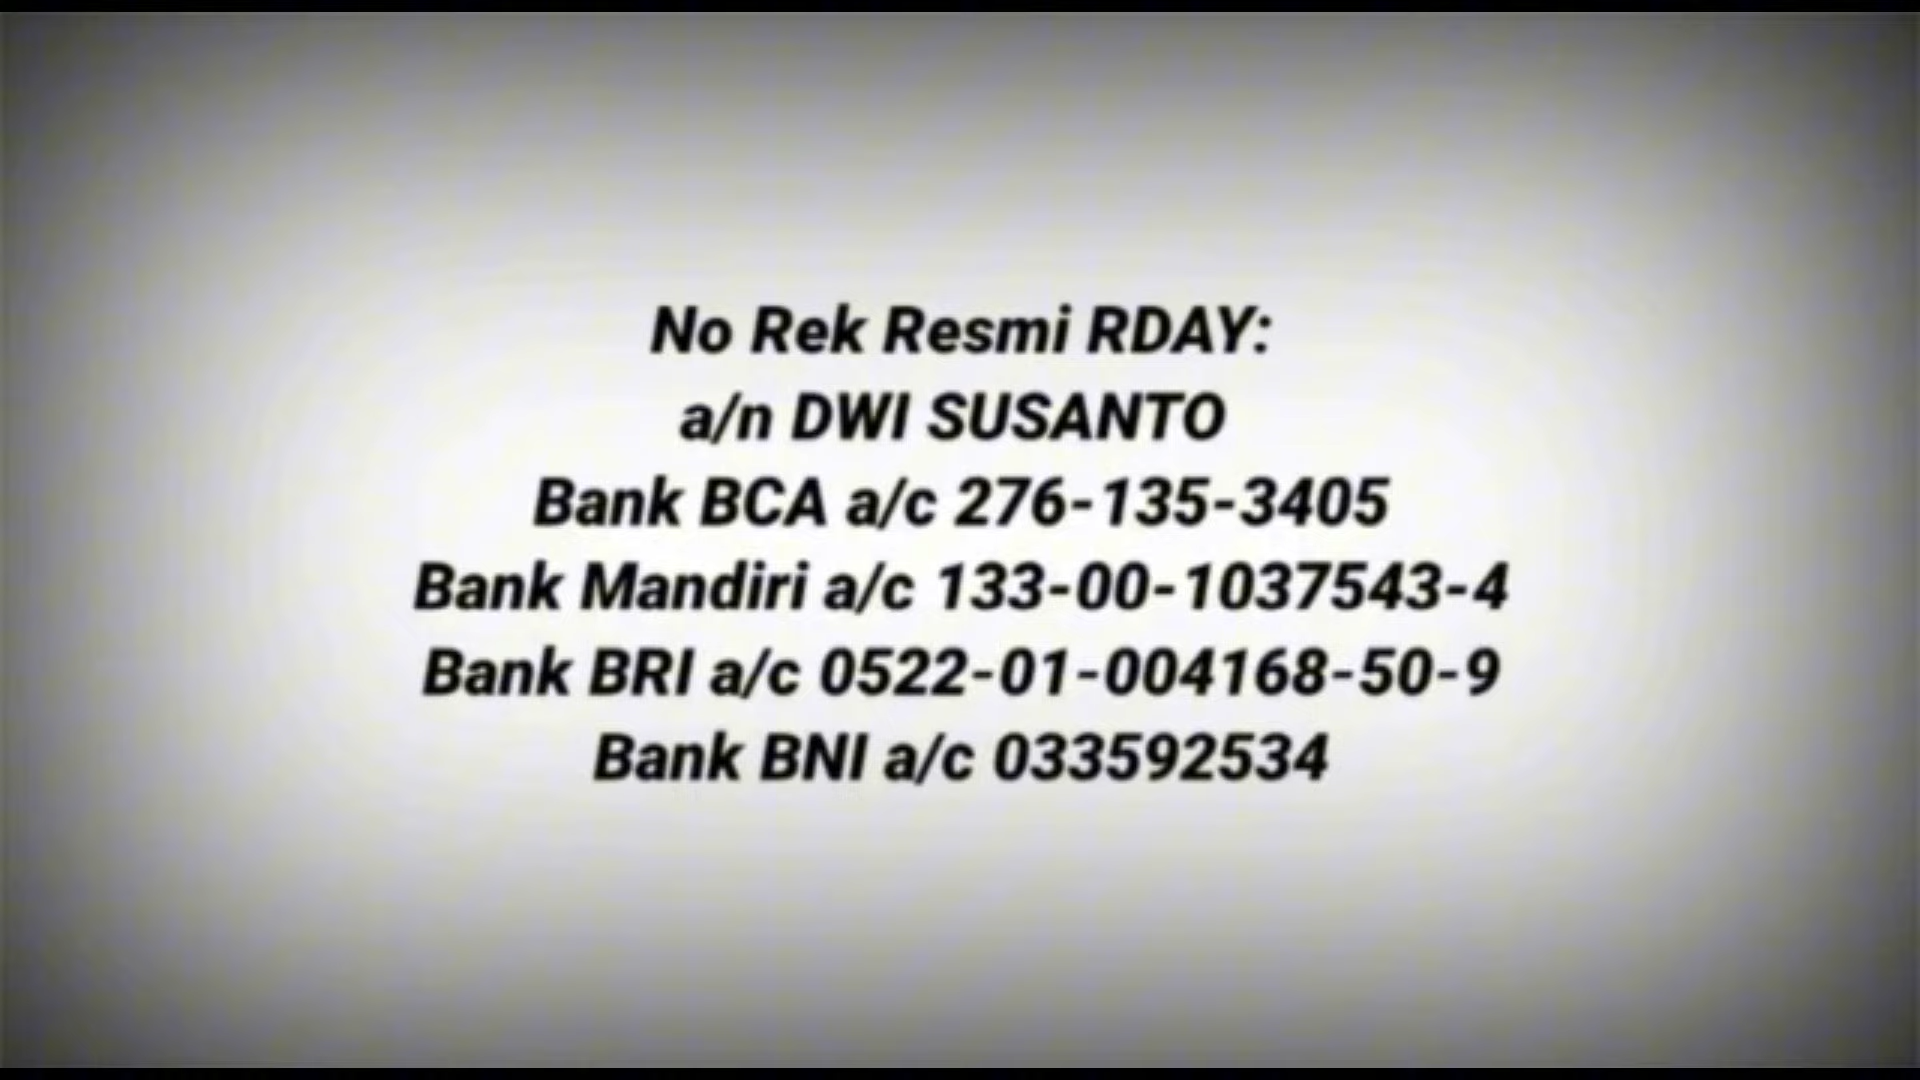 No Rek Resmi RDAY:
a/n DWI SUSANTO
Bank BCA a/c 276-135-3405
Bank Mandiri a/c 133-00-1037543-4
Bank BRI a/c 0522-01-004168-50-9
Bank BNI a/c 033592534